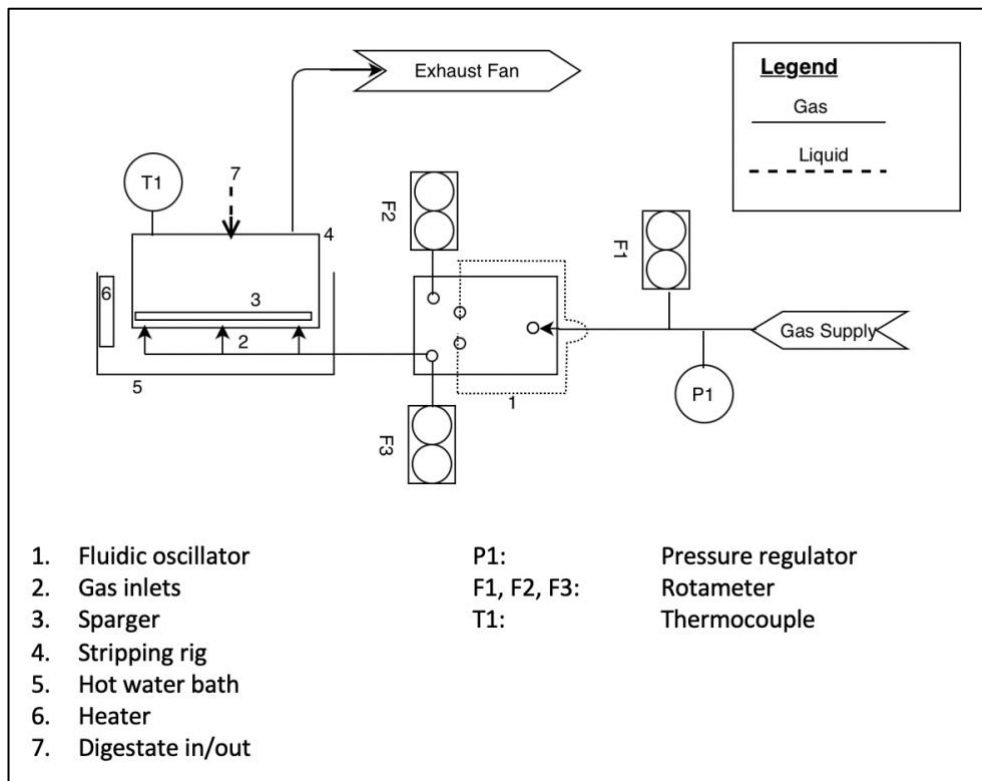 Exhaust Fan
Legend
Gas
Liquid
T1
7
F2
F1
4
6
3
2
Gas Supply
5
1
P1
F3
1. Fluidic oscillator
2. Gas inlets
3. Sparger
4. Stripping rig
5. Hot water bath
6. Heater
7. Digestate in/out
P1: Pressure regulator
F1, F2, F3: Rotameter
T1: Thermocouple